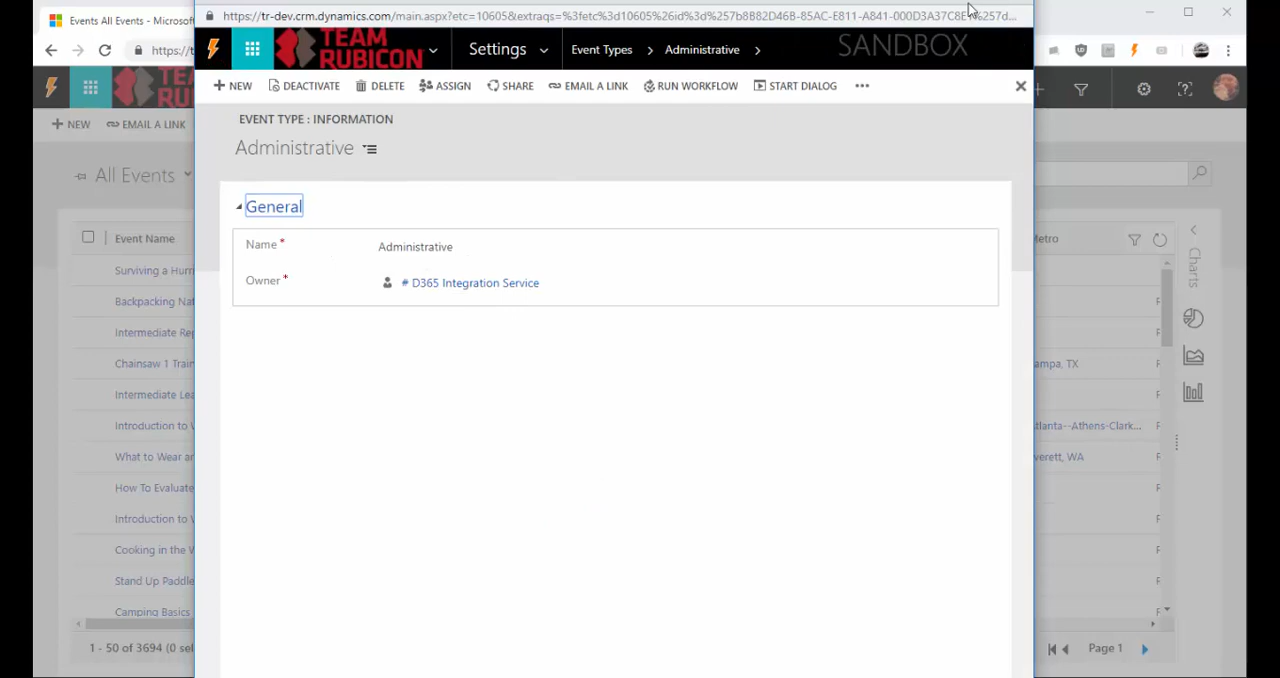 Events All Events - Microsoft
https://
https://tr-dev.crm.dynamics.com/main.aspx?etc=10605&extraqs=%3fetc%3d10605%26id%3d%257b8B82D46B-85AC-E811-A841-000D3A37C8E
TEAM RUBICON
Settings
Event Types
Administrative
SANDBOX
+ NEW
DEACTIVATE
DELETE
ASSIGN
SHARE
EMAIL A LINK
RUN WORKFLOW
START DIALOG
•••
EVENT TYPE : INFORMATION
Administrative
General
Name *
Administrative
Owner *
# D365 Integration Service
+ NEW
EMAIL A LINK
All Events
Event Name
Surviving a Hurri
Backpacking Nat
Intermediate Rep
Chainsaw 1 Train
Intermediate Lea
Introduction to V
What to Wear an
How To Evaluate
Introduction to V
Cooking in the W
Stand Up Paddle
Camping Basics
1 - 50 of 3694 (0 sel
Metro
ampa, TX
tlanta--Athens-Clark...
verett, WA
Charts
Page 1